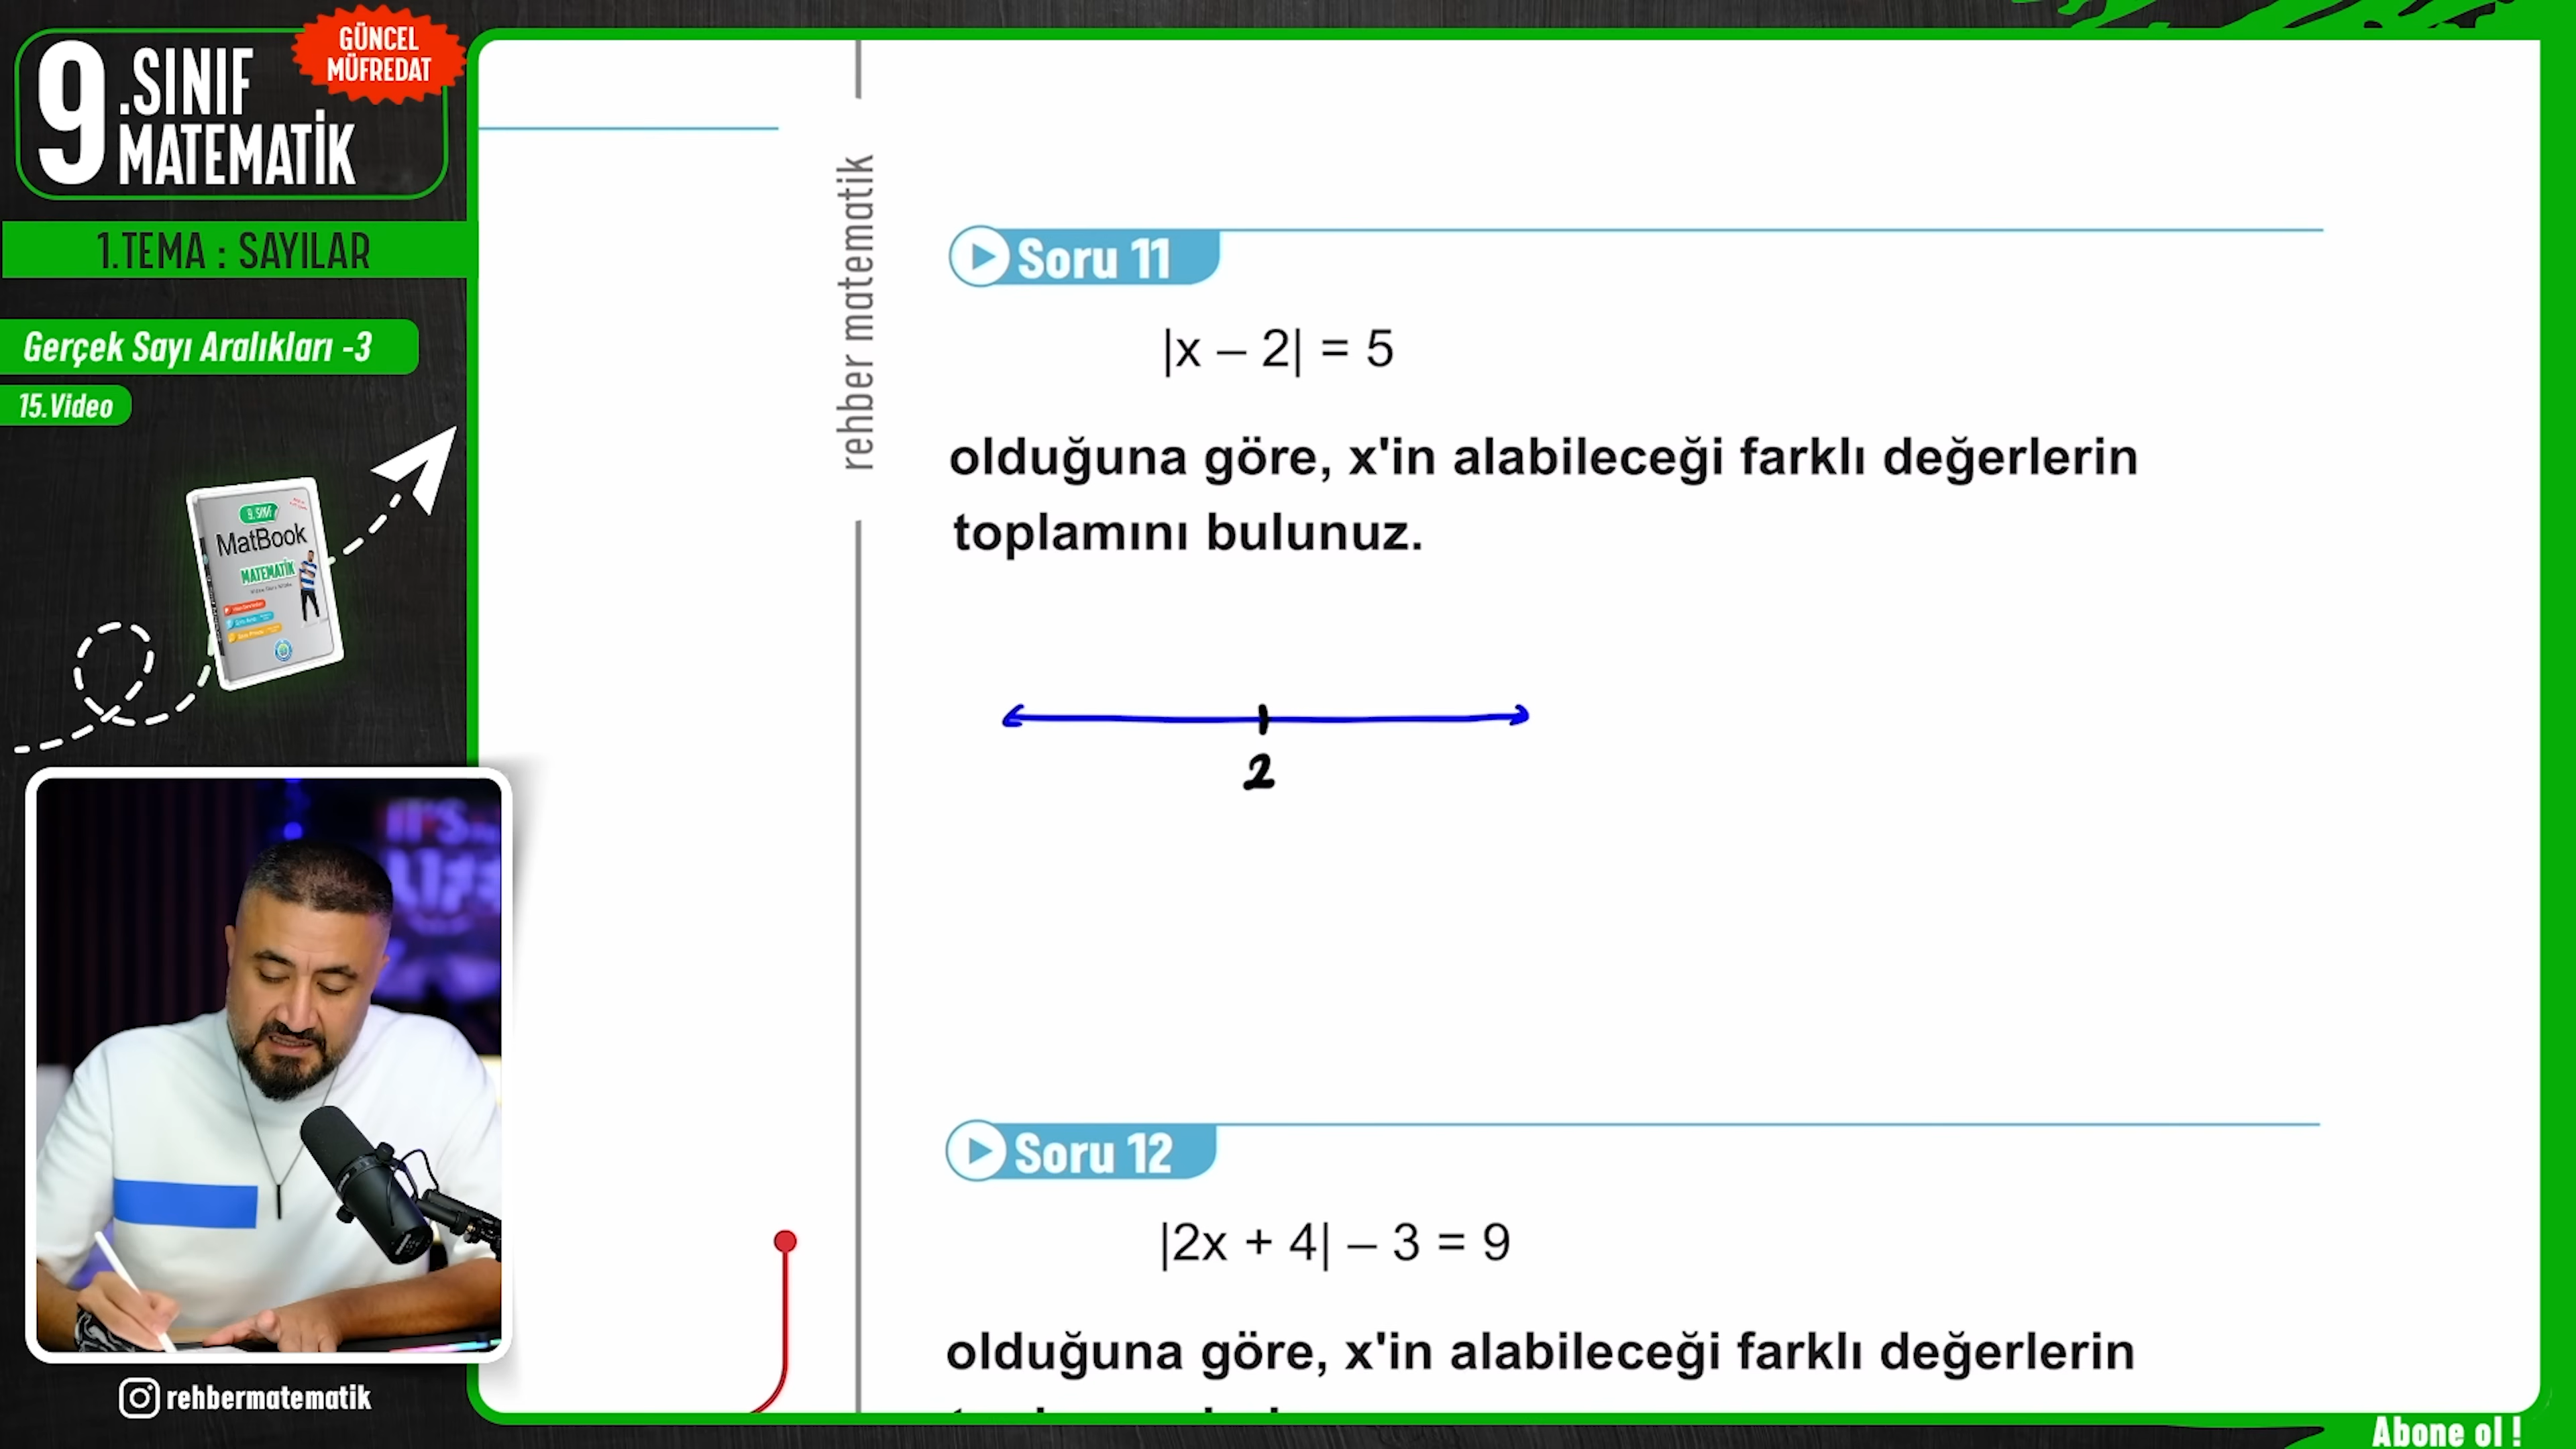 9
.SINIF
MATEMATİK
GÜNCEL
MÜFREDAT
1.TEMA : SAYILAR
Gerçek Sayı Aralıkları -3
15.Video
9. SINIF
MatBook
MATEMATİK
rehbermatematik
rehber matematik
Soru 11
|x – 2| = 5
olduğuna göre, x'in alabileceği farklı değerlerin
toplamını bulunuz.
2
Soru 12
|2x + 4| – 3 = 9
olduğuna göre, x'in alabileceği farklı değerlerin
Abone ol !